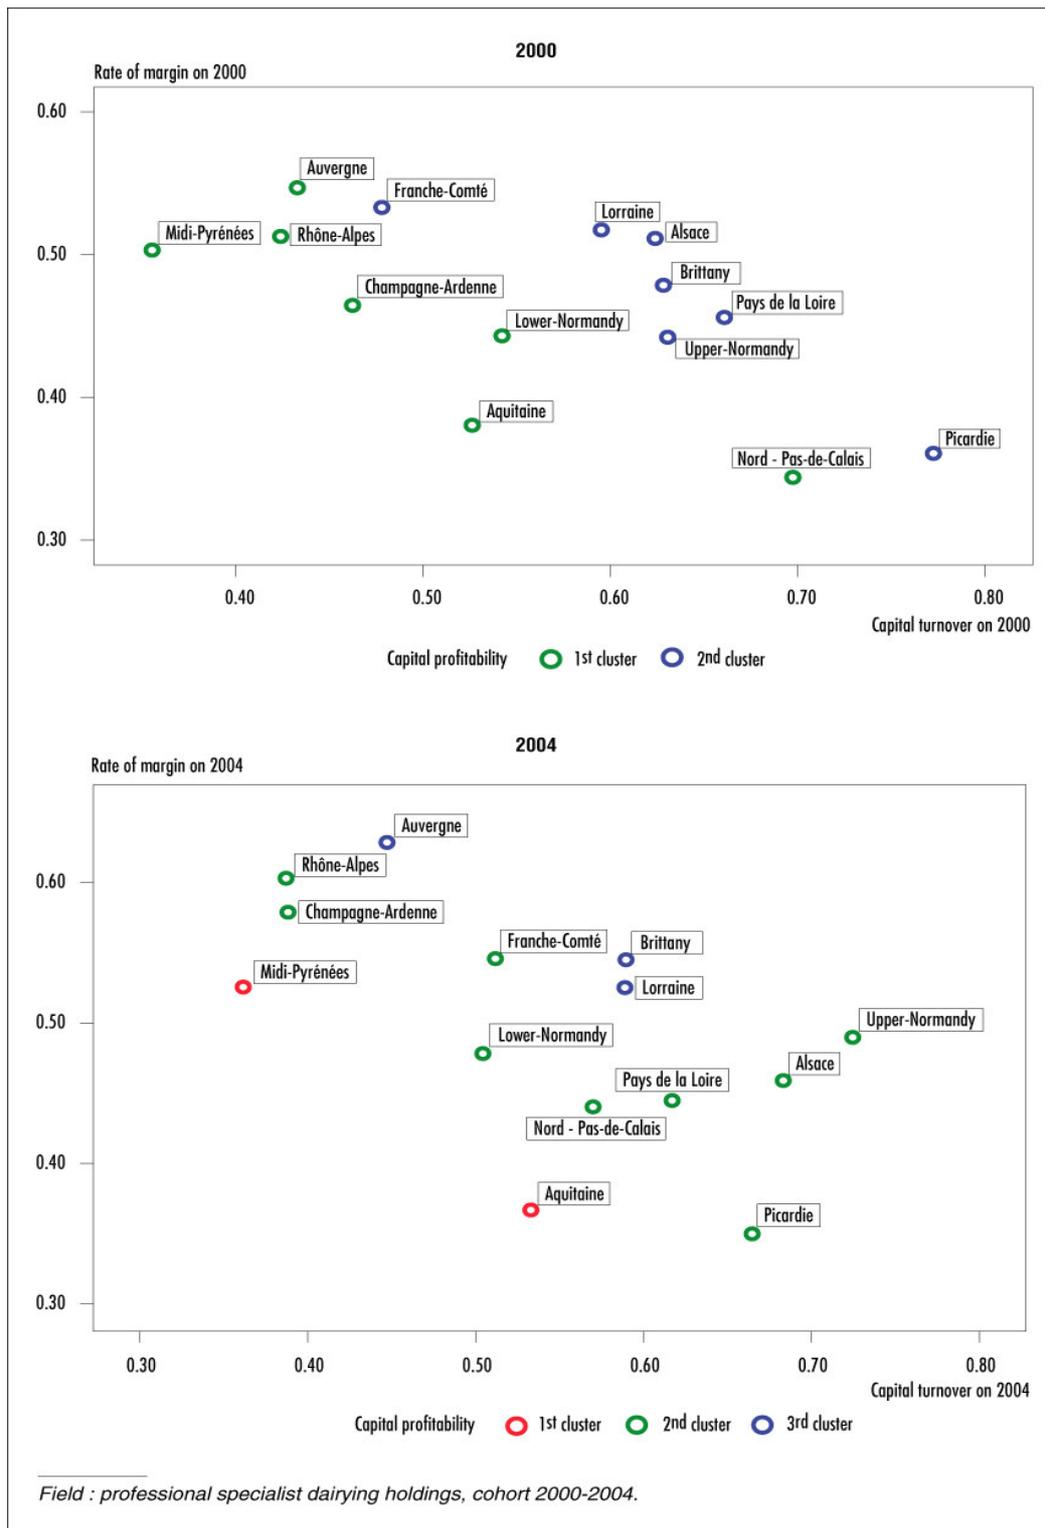 2000
Rate of margin on 2000
0.60
Auvergne
Franche-Comté
Lorraine
Midi-Pyrénées
Rhône-Alpes
Alsace
0.50
Brittany
Champagne-Ardenne
Pays de la Loire
Lower-Normandy
Upper-Normandy
0.40
Aquitaine
Picardie
Nord - Pas-de-Calais
0.30
0.40 0.50 0.60 0.70 0.80
Capital turnover on 2000
Capital profitability 1st cluster 2nd cluster
2004
Rate of margin on 2004
Auvergne
Rhône-Alpes
0.60
Champagne-Ardenne
Franche-Comté
Brittany
Midi-Pyrénées
Lorraine
0.50
Upper-Normandy
Lower-Normandy
Alsace
Pays de la Loire
Nord - Pas-de-Calais
0.40
Aquitaine
Picardie
0.30
0.30 0.40 0.50 0.60 0.70 0.80
Capital turnover on 2004
Capital profitability 1st cluster 2nd cluster 3rd cluster
Field : professional specialist dairying holdings, cohort 2000-2004.